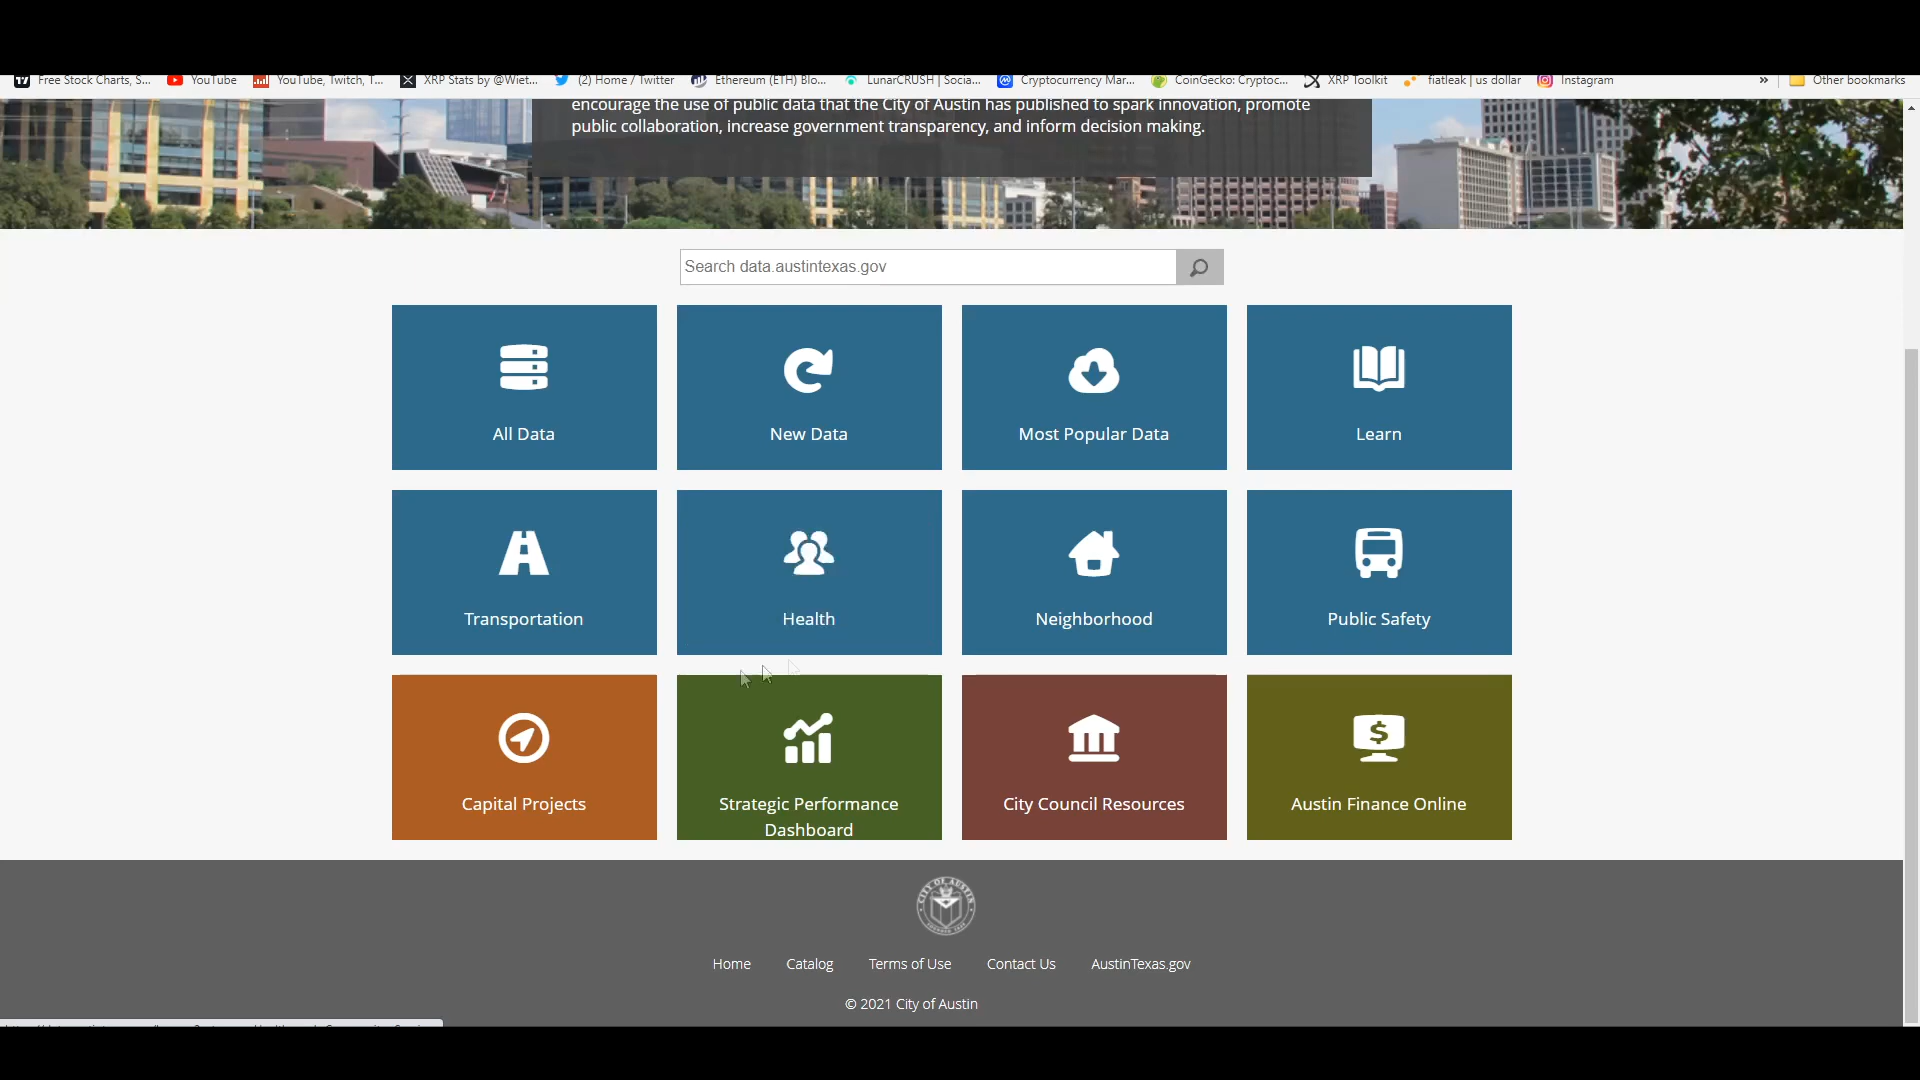 Free Stock Charts, S... YouTube YouTube, Twitch, T... XRP Stats by @Wiet... (2) Home / Twitter Ethereum (ETH) Blo... LunarCRUSH | Socia... Cryptocurrency Mar... CoinGecko: Cryptoc... XRP Toolkit fiatleak | us dollar Instagram » Other bookmarks
encourage the use of public data that the City of Austin has published to spark innovation, promote
public collaboration, increase government transparency, and inform decision making.
Search data.austintexas.gov
All Data New Data Most Popular Data Learn
Transportation Health Neighborhood Public Safety
Capital Projects Strategic Performance City Council Resources Austin Finance Online
Dashboard
CITY OF AUSTIN
Home Catalog Terms of Use Contact Us AustinTexas.gov
© 2021 City of Austin